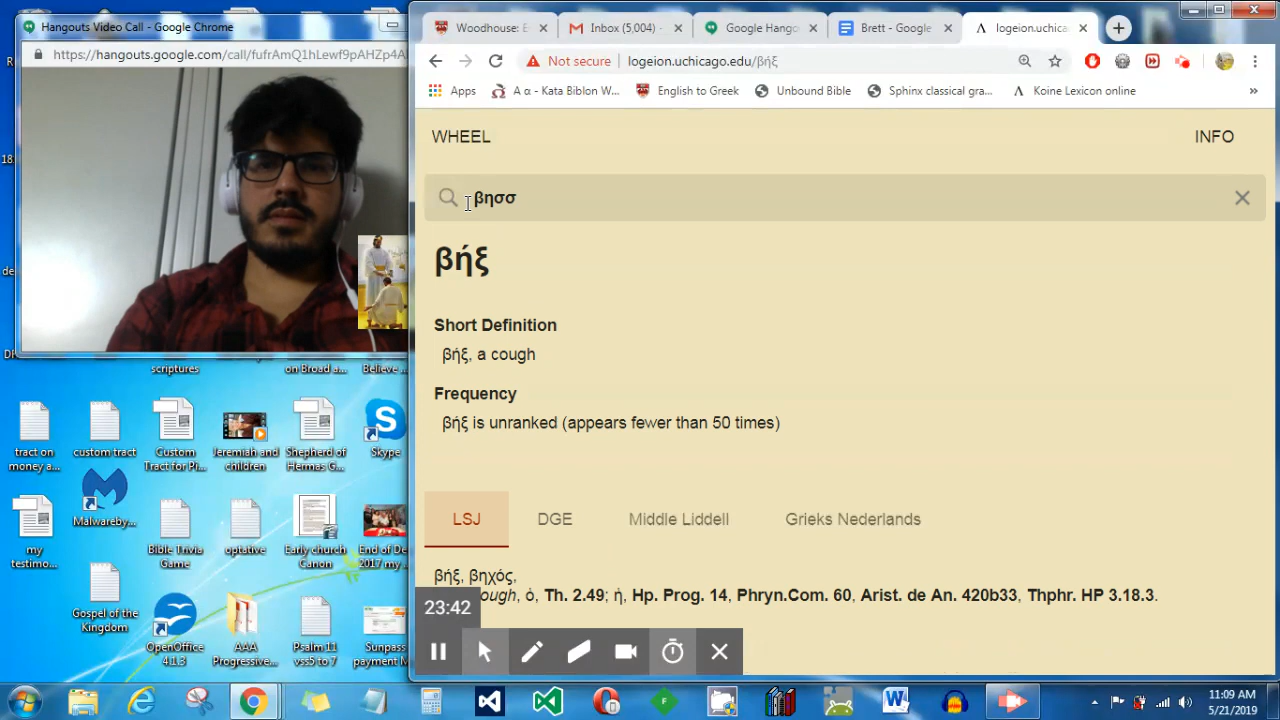 Hangouts Video Call - Google Chrome
https://hangouts.google.com/call/fufrAmQ1hLewf9pAHZp4A
Woodhouse: E
Inbox (5,004) -
Google Hang
Brett - Google
logeion.uchica
Not secure
logeion.uchicago.edu/βήξ
Apps
Α α - Kata Biblon W...
English to Greek
Unbound Bible
Sphinx classical gra...
Koine Lexicon online
»
WHEEL
INFO
βησσ
βήξ
Short Definition
βήξ, a cough
Frequency
βήξ is unranked (appears fewer than 50 times)
LSJ
DGE
Middle Liddell
Grieks Nederlands
βήξ, βηχός,
ough, ὁ, Th. 2.49; ἡ, Hp. Prog. 14, Phryn.Com. 60, Arist. de An. 420b33, Thphr. HP 3.18.3.
23:42
scriptures
on Broad a...
Believe ...
tract on money a...
custom tract
Custom Tract for Pi...
Jeremiah and children
Shepherd of Hermas G...
Skype
Malwareby...
my testimo...
Bible Trivia Game
optative
Early church Canon
End of De... 2017 my ...
Gospel of the Kingdom
OpenOffice 4.1.3
AAA Progressive...
Psalm 11 vss5 to 7
Sunpass payment M...
11:09 AM
5/21/2019